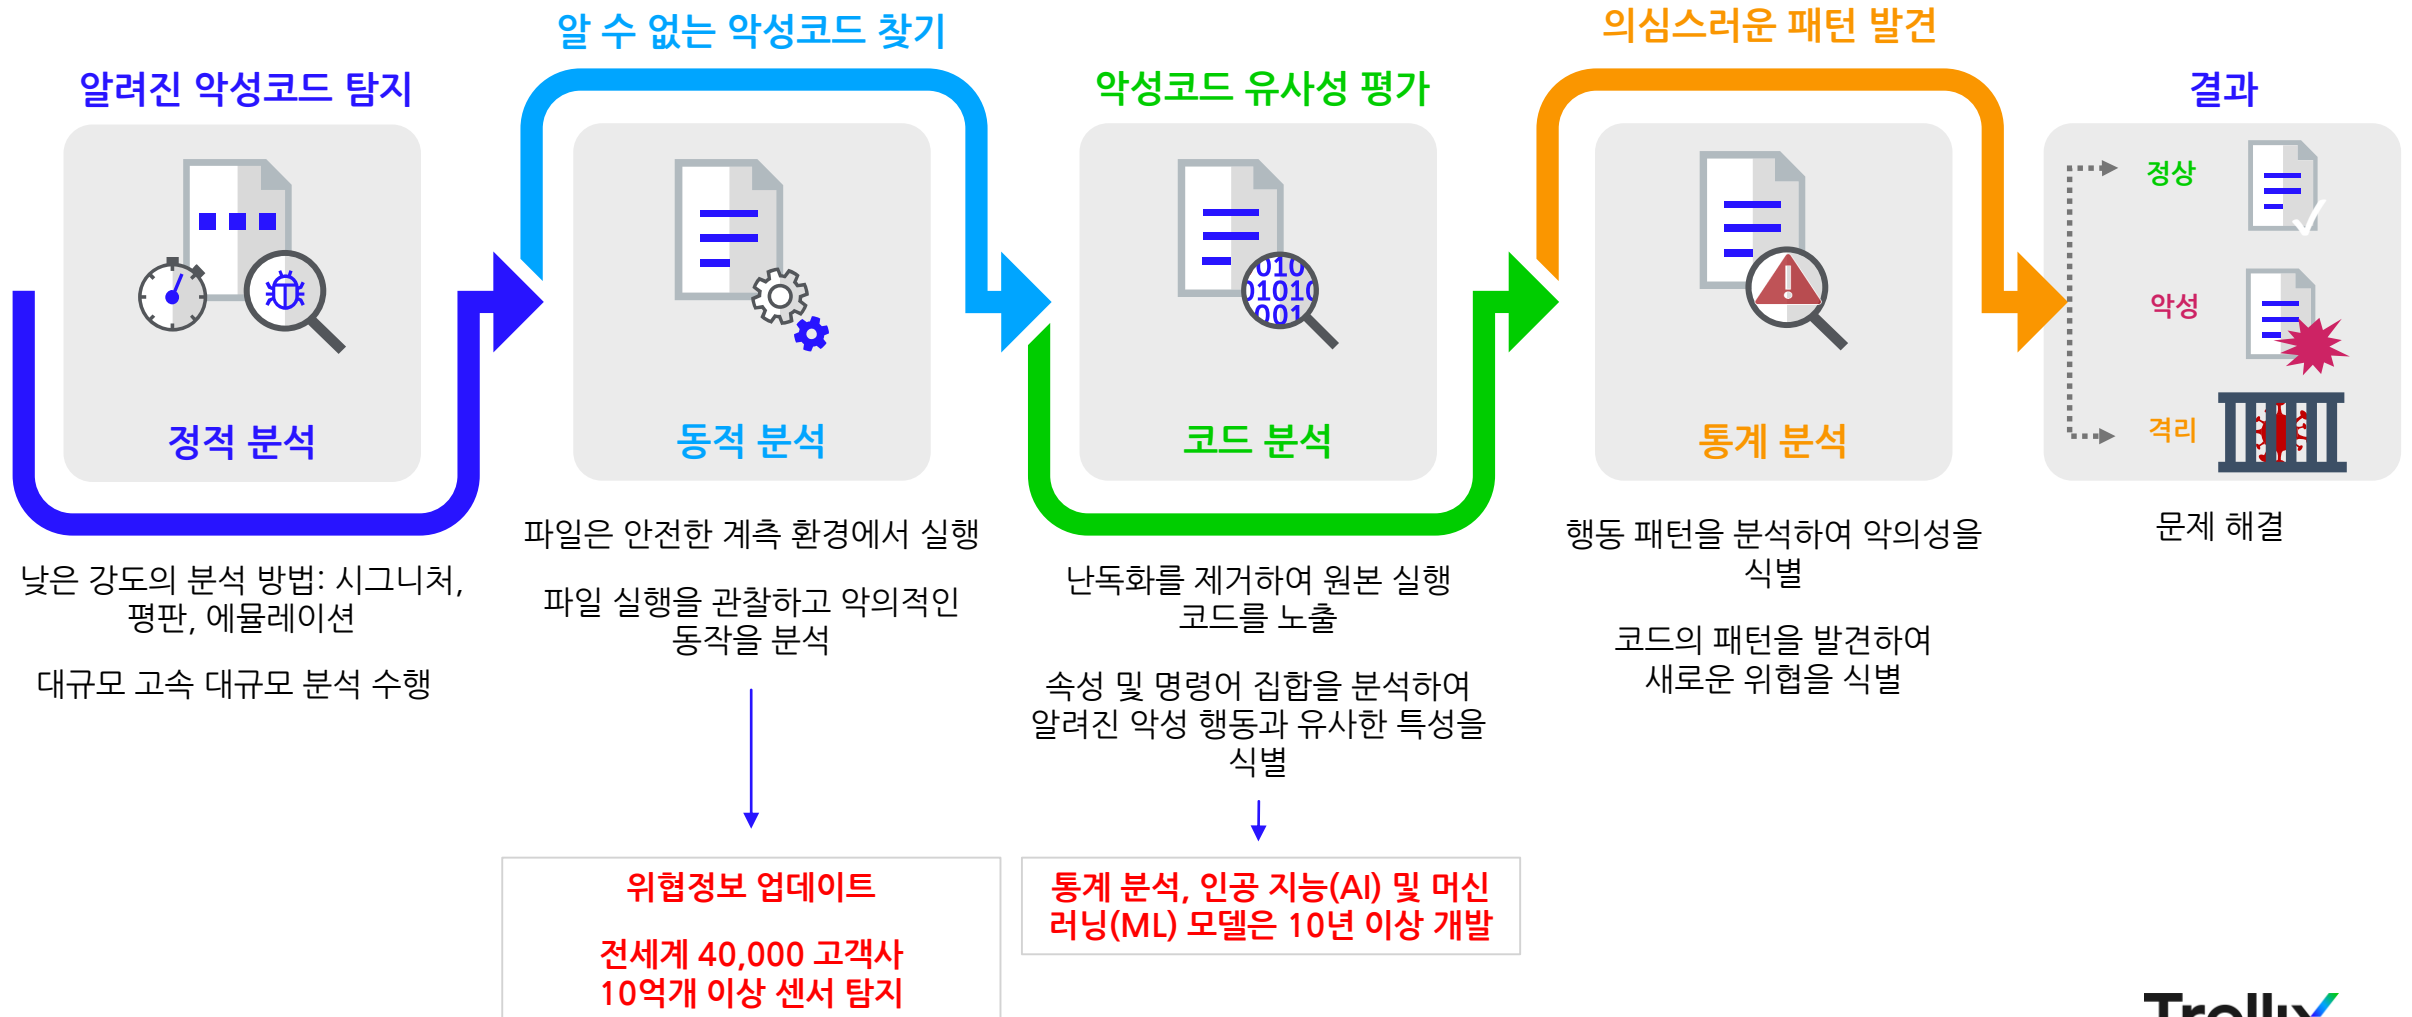 알려진 악성코드 탐지
정적 분석
낮은 강도의 분석 방법: 시그니처,
평판, 에뮬레이션
대규모 고속 대규모 분석 수행
알 수 없는 악성코드 찾기
동적 분석
파일은 안전한 계측 환경에서 실행
파일 실행을 관찰하고 악의적인
동작을 분석
위협정보 업데이트
전세계 40,000 고객사
10억개 이상 센서 탐지
악성코드 유사성 평가
010
01010
001
코드 분석
난독화를 제거하여 원본 실행
코드를 노출
속성 및 명령어 집합을 분석하여
알려진 악성 행동과 유사한 특성을
식별
통계 분석, 인공 지능(AI) 및 머신
러닝(ML) 모델은 10년 이상 개발
의심스러운 패턴 발견
통계 분석
행동 패턴을 분석하여 악의성을
식별
코드의 패턴을 발견하여
새로운 위협을 식별
결과
정상
악성
격리
문제 해결
Trellix